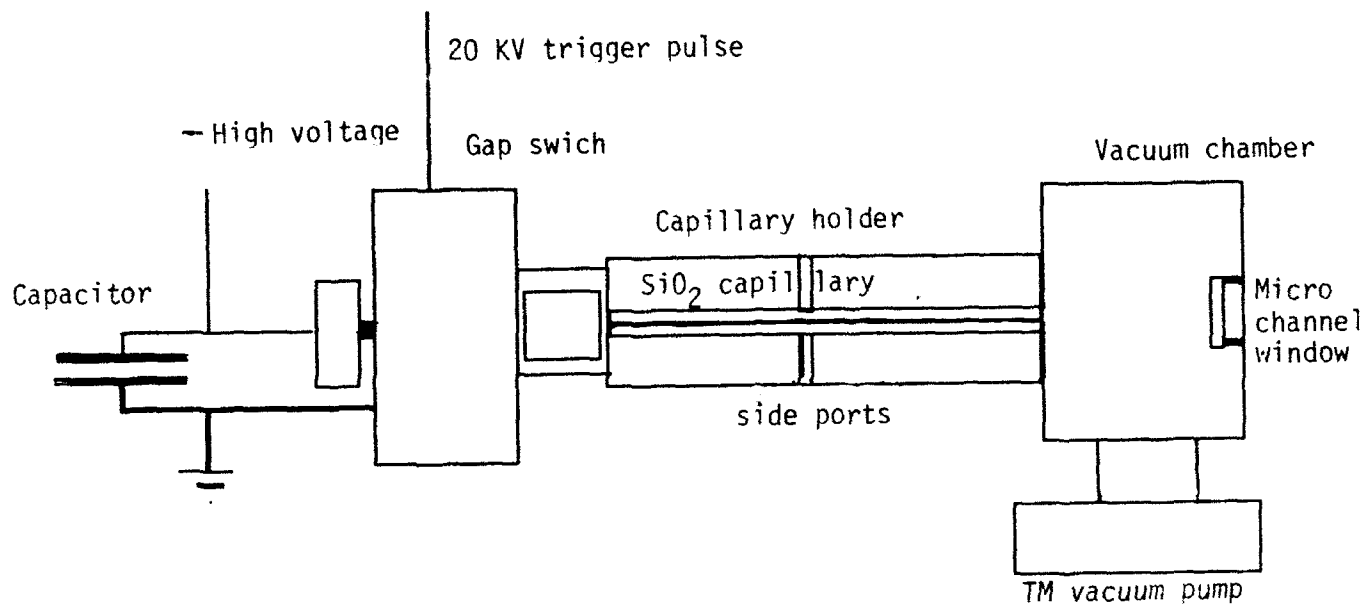 20 KV trigger pulse
- High voltage
Gap swich
Vacuum chamber
Capillary holder
SiO2 capillary
Capacitor
Micro
channel
window
side ports
TM vacuum pump